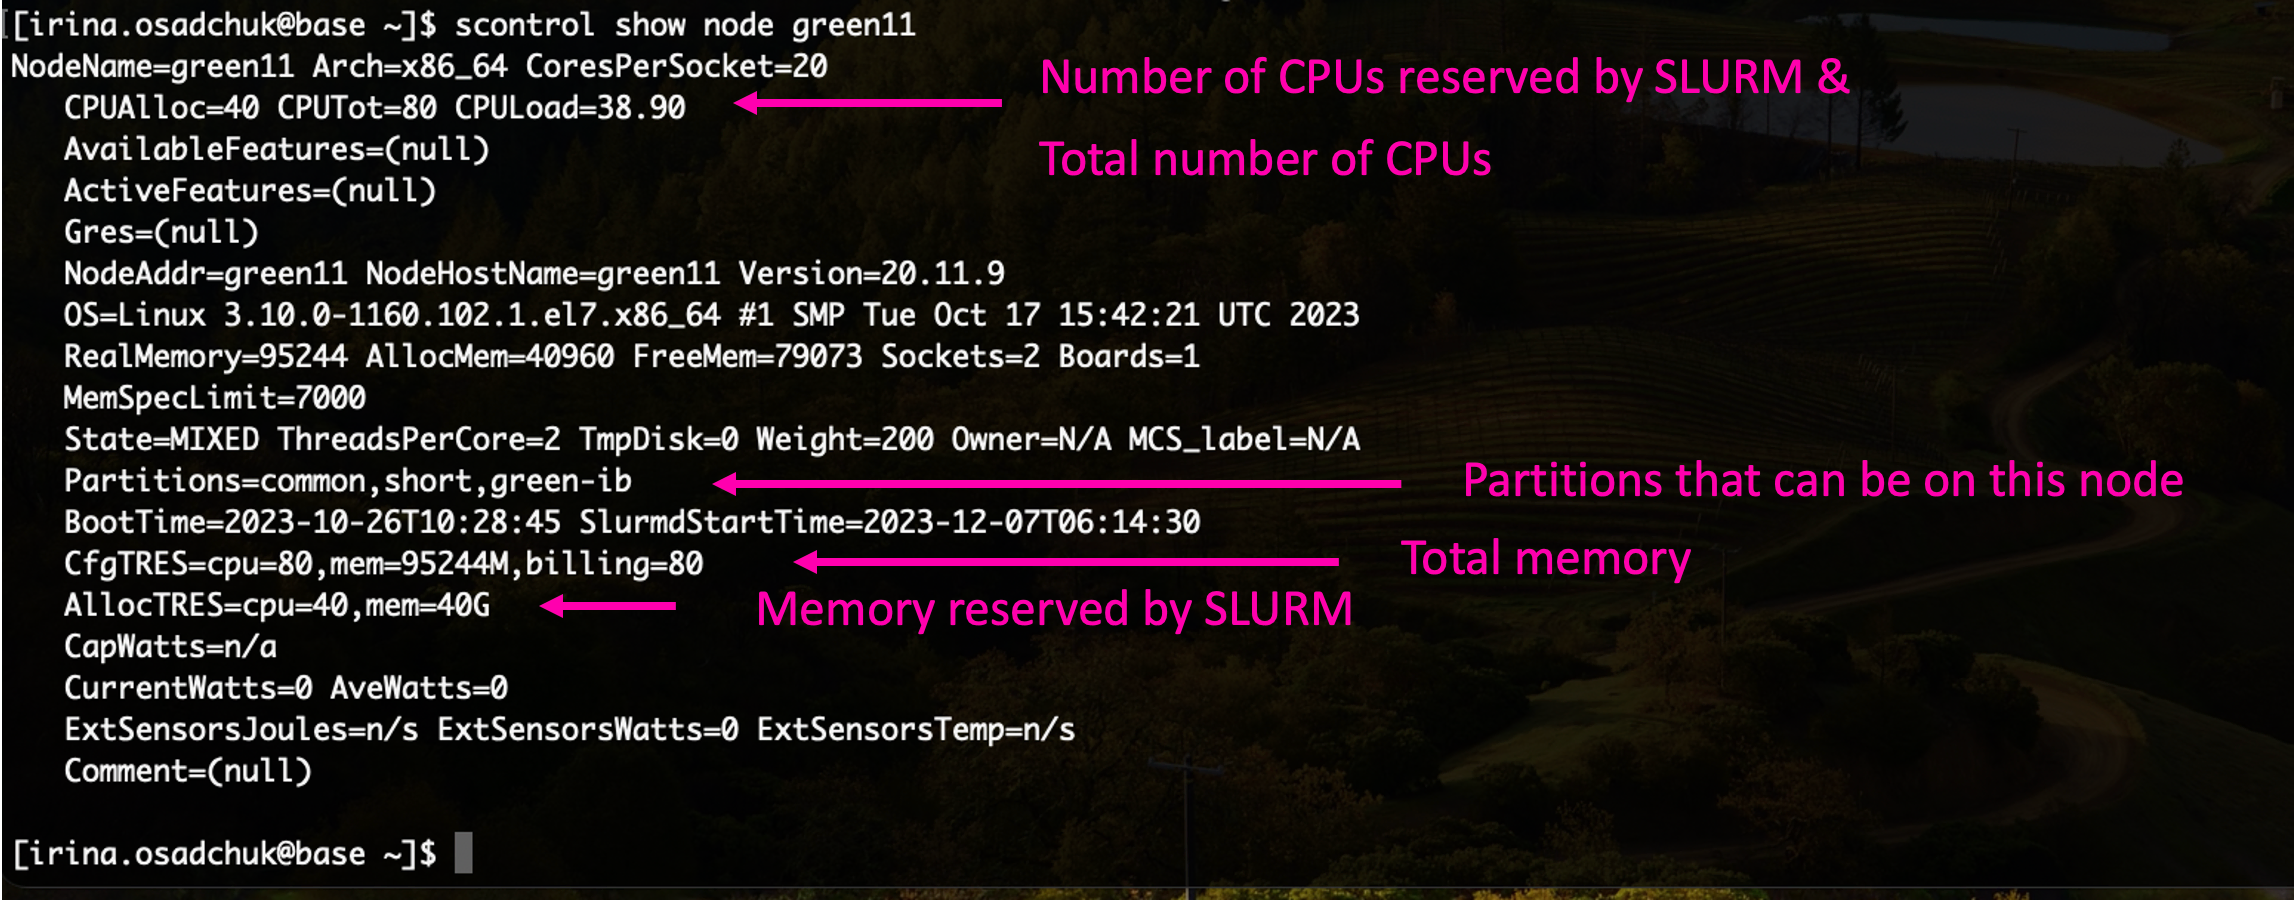 [[irina.osadchuk@base ~]$ scontrol show node green11
NodeName=green11 Arch=x86_64 CoresPerSocket=20
CPUAlloc=40 CPUTot=80 CPULoad=38.90
Number of CPUs reserved by SLURM &
Total number of CPUs
AvailableFeatures=(null)
ActiveFeatures=(null)
Gres=(null)
NodeAddr=green11 NodeHostName=green11 Version=20.11.9
OS=Linux 3.10.0-1160.102.1.el7.x86_64 #1 SMP Tue Oct 17 15:42:21 UTC 2023
RealMemory=95244 AllocMem=40960 FreeMem=79073 Sockets=2 Boards=1
MemSpecLimit=7000
State=MIXED ThreadsPerCore=2 TmpDisk=0 Weight=200 Owner=N/A MCS_label=N/A
Partitions=common,short,green-ib
Partitions that can be on this node
BootTime=2023-10-26T10:28:45 SlurmdStartTime=2023-12-07T06:14:30
CfgTRES=cpu=80,mem=95244M,billing=80
Total memory
AllocTRES=cpu=40,mem=40G
Memory reserved by SLURM
CapWatts=n/a
CurrentWatts=0 AveWatts=0
ExtSensorsJoules=n/s ExtSensorsWatts=0 ExtSensorsTemp=n/s
Comment=(null)
[irina.osadchuk@base ~]$